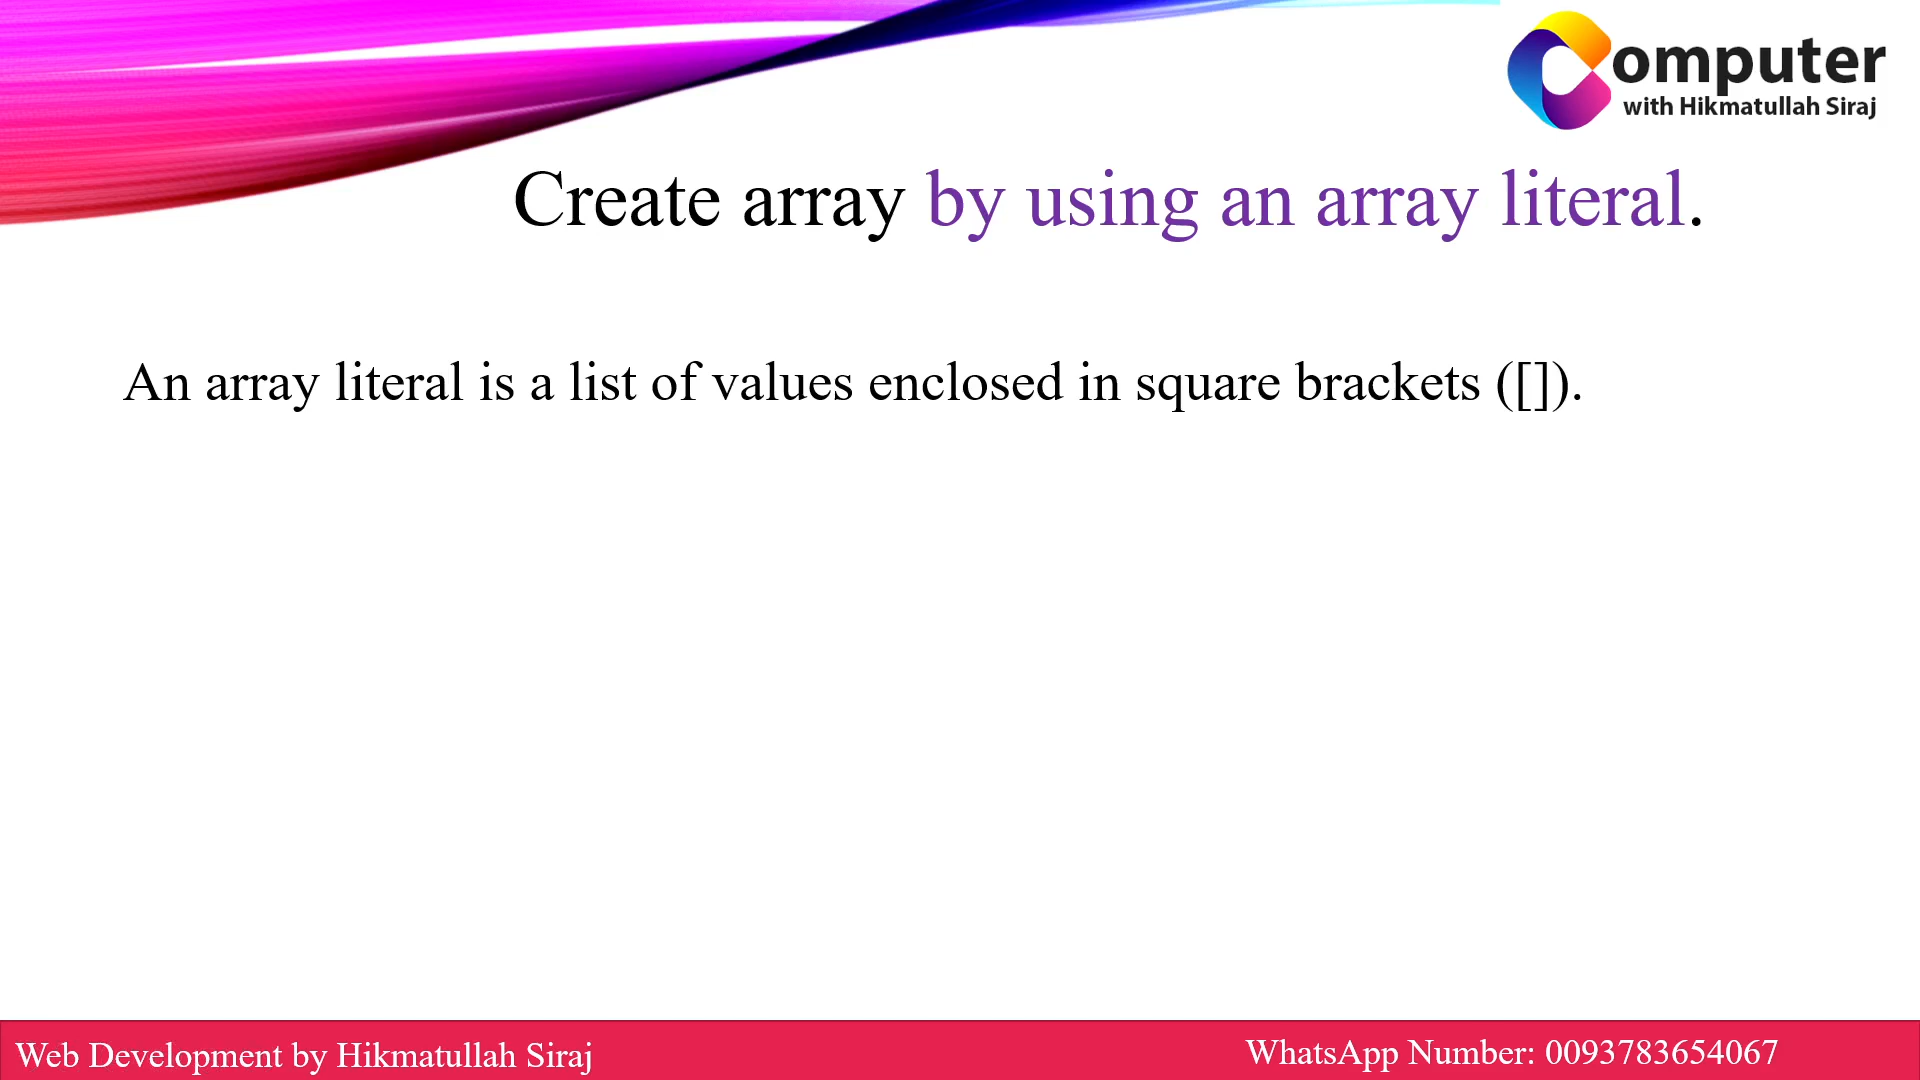 Computer
with Hikmatullah Siraj
Create array by using an array literal.
An array literal is a list of values enclosed in square brackets ([]).
Web Development by Hikmatullah Siraj
WhatsApp Number: 0093783654067